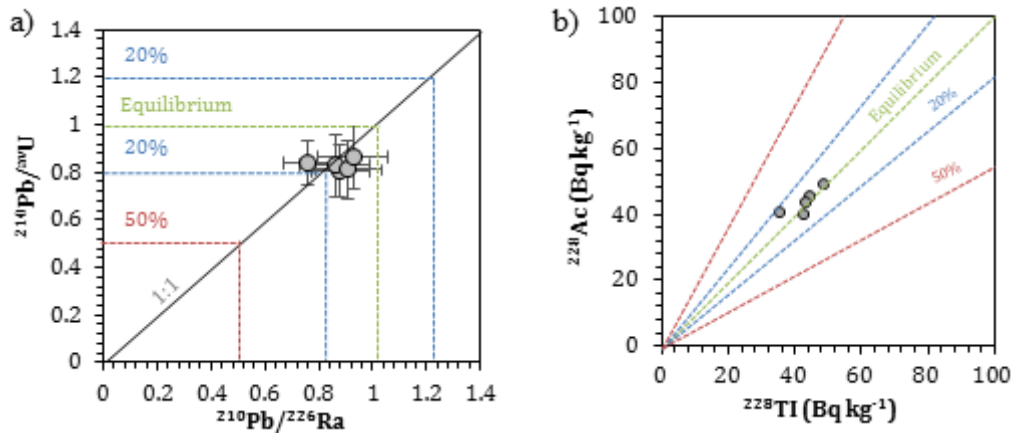 a)
1.4
1.2
1
0.8
0.6
0.4
0.2
0
20%
Equilibrium
20%
50%
1:1
0 0.2 0.4 0.6 0.8 1 1.2 1.4
²¹⁰Pb/ᵃᵛU
²¹⁰Pb/²²⁶Ra
b)
100
80
60
40
20
0
Equilibrium
20%
50%
0 20 40 60 80 100
²²⁸Ac (Bq kg⁻¹)
²²⁸TI (Bq kg⁻¹)